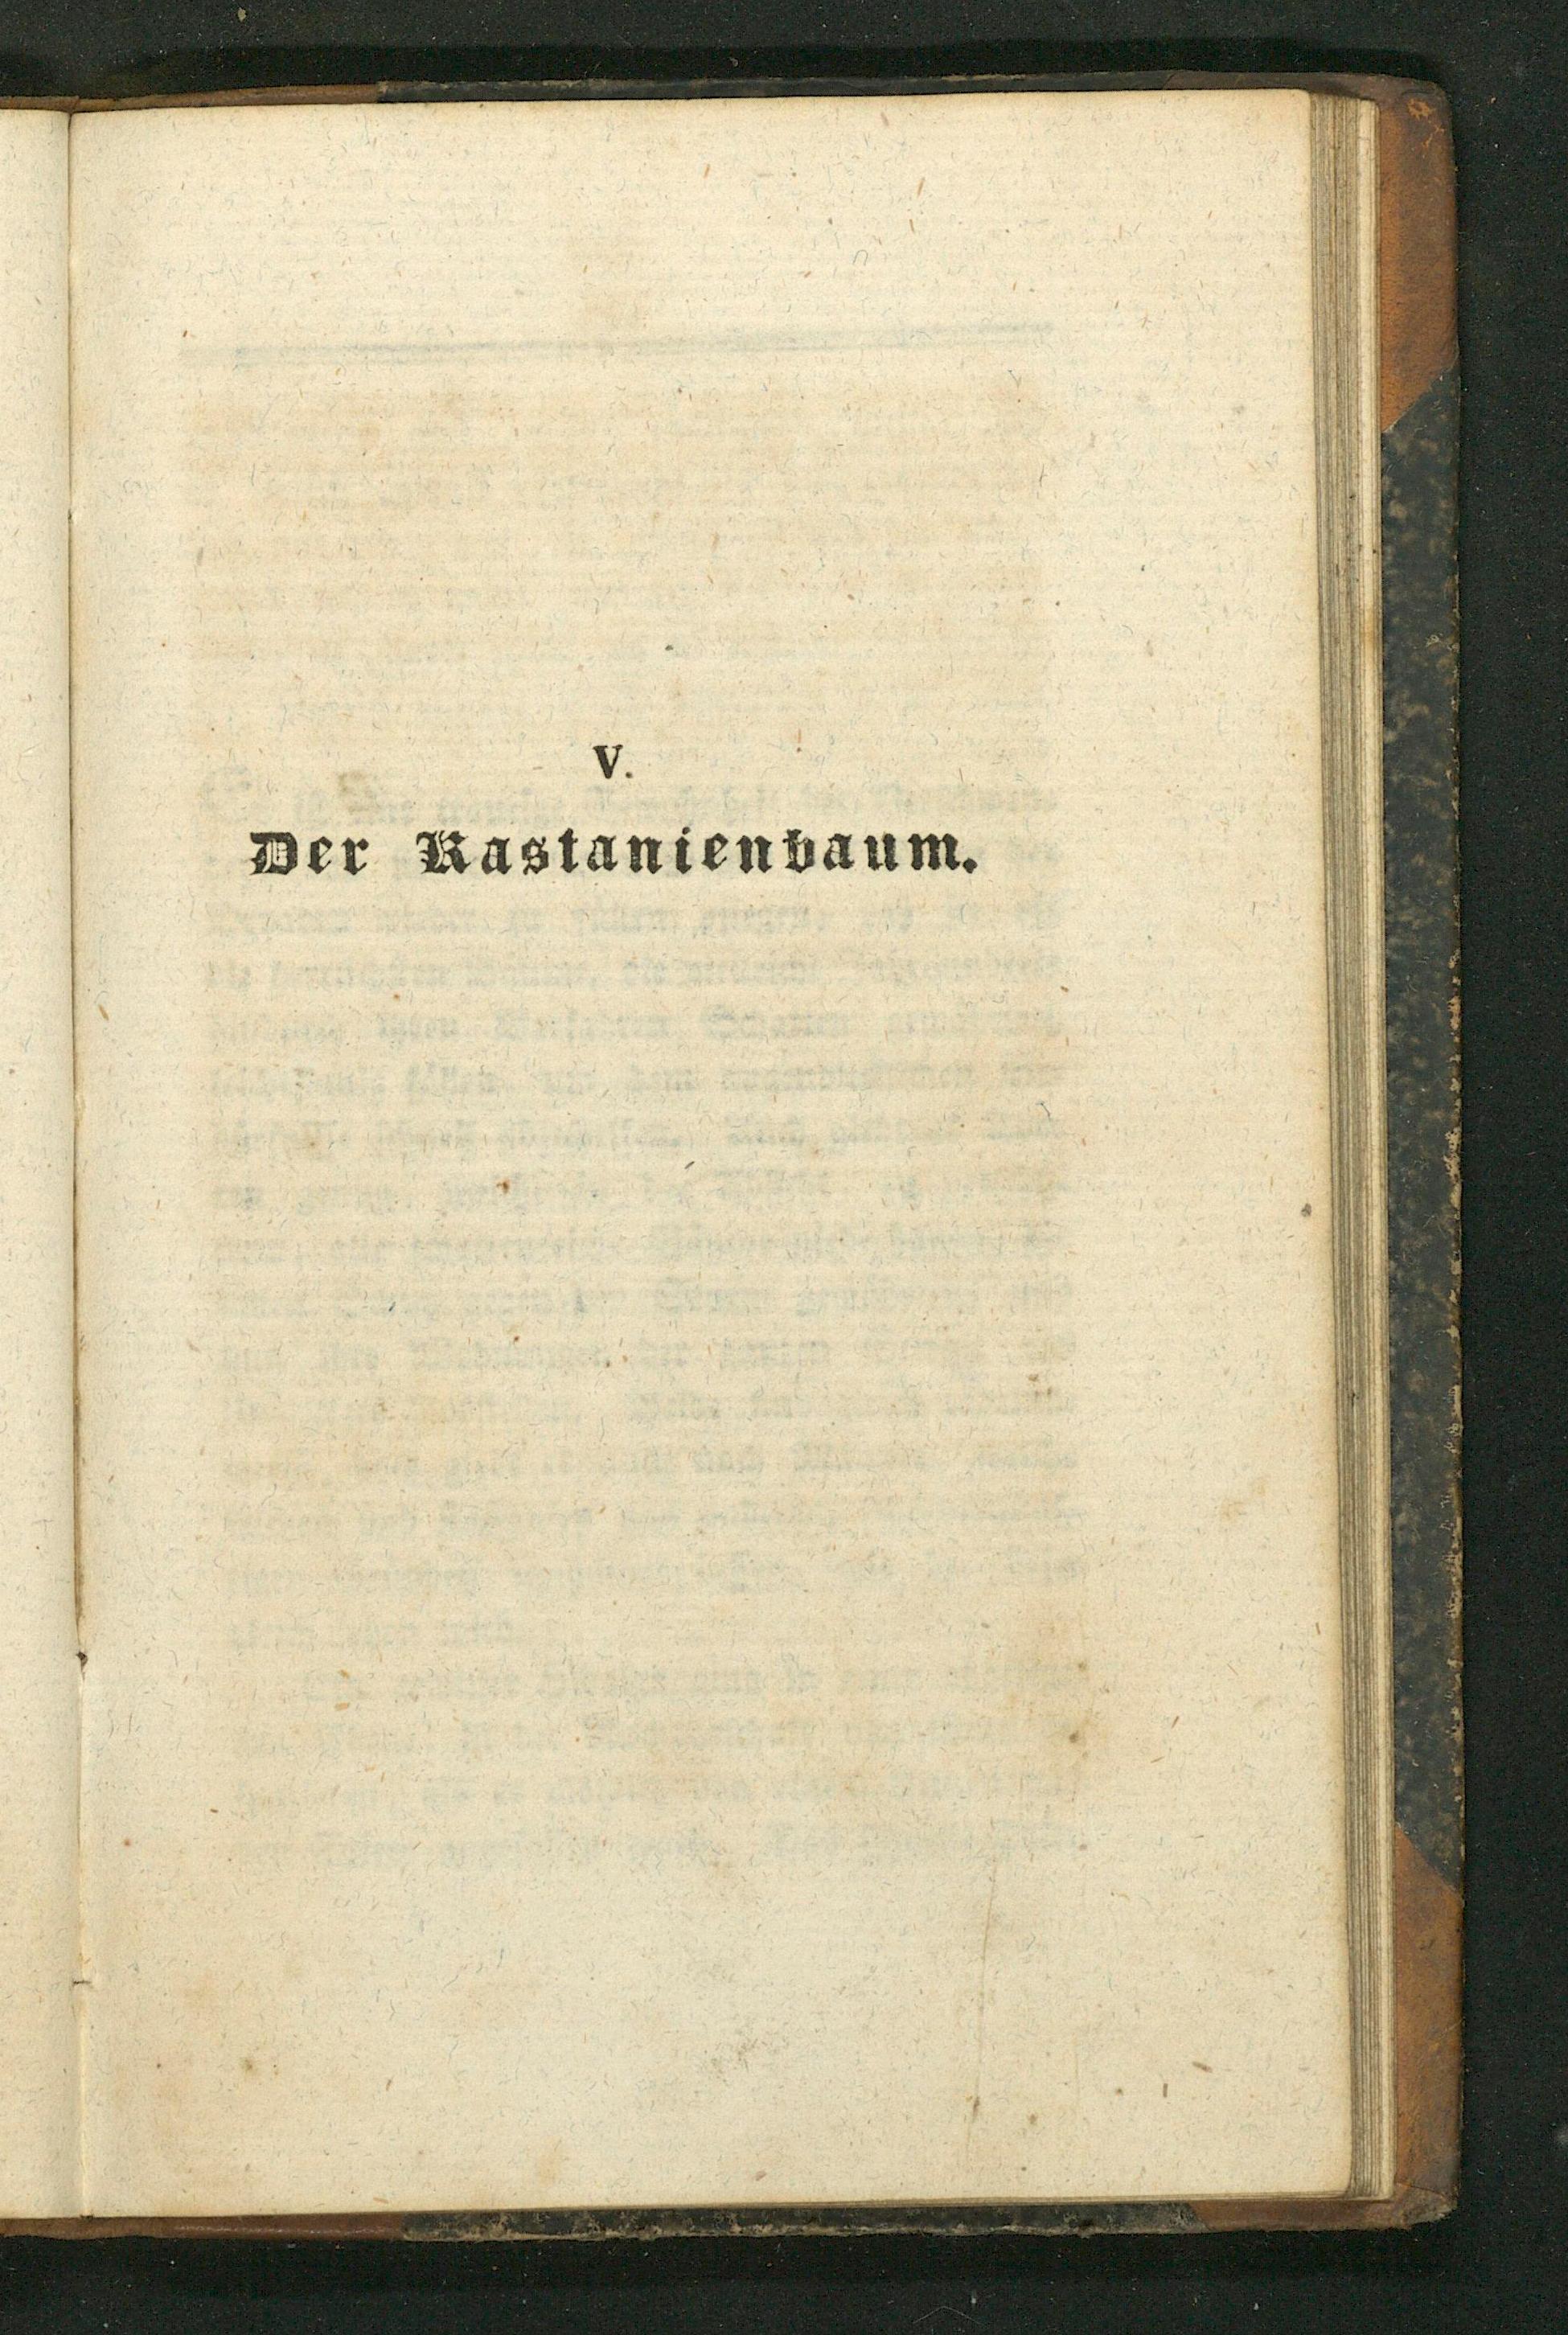 V.
Der Kastanienbaum.